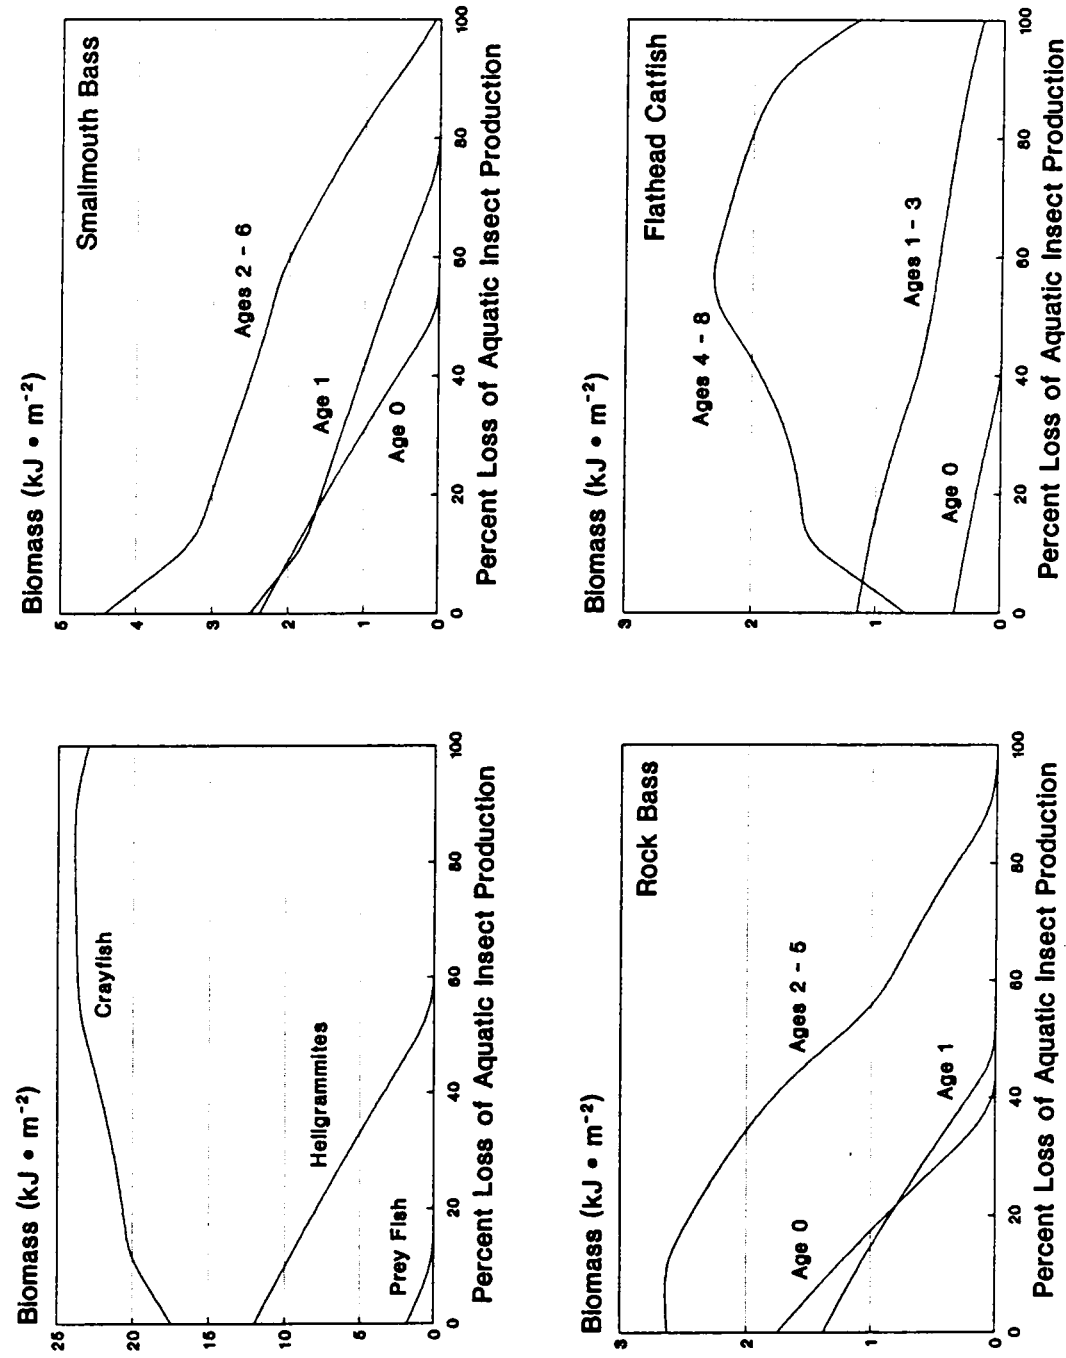 Biomass (kJ • m⁻²)
25
20
15
10
5
0
Crayfish
Hellgrammites
Prey Fish
0 20 40 60 80 100
Percent Loss of Aquatic Insect Production
Biomass (kJ • m⁻²)
5
4
3
2
1
0
Smallmouth Bass
Ages 2 - 6
Age 1
Age 0
0 20 40 60 80 100
Percent Loss of Aquatic Insect Production
Biomass (kJ • m⁻²)
3
2
1
0
Rock Bass
Ages 2 - 5
Age 0
Age 1
0 20 40 60 80 100
Percent Loss of Aquatic Insect Production
Biomass (kJ • m⁻²)
3
2
1
0
Flathead Catfish
Ages 4 - 8
Ages 1 - 3
Age 0
0 20 40 60 80 100
Percent Loss of Aquatic Insect Production